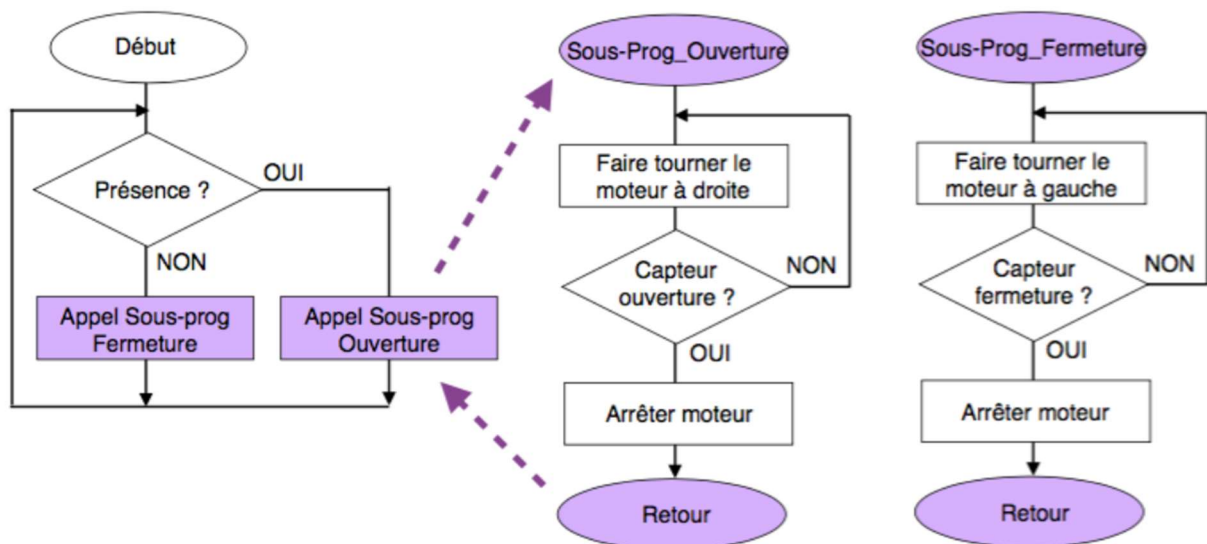 Début
Présence ?
OUI
NON
Appel Sous-prog
Fermeture
Appel Sous-prog
Ouverture
Sous-Prog_Ouverture
Faire tourner le
moteur à droite
Capteur
ouverture ?
NON
OUI
Arrêter moteur
Retour
Sous-Prog_Fermeture
Faire tourner le
moteur à gauche
Capteur
fermeture ?
NON
OUI
Arrêter moteur
Retour